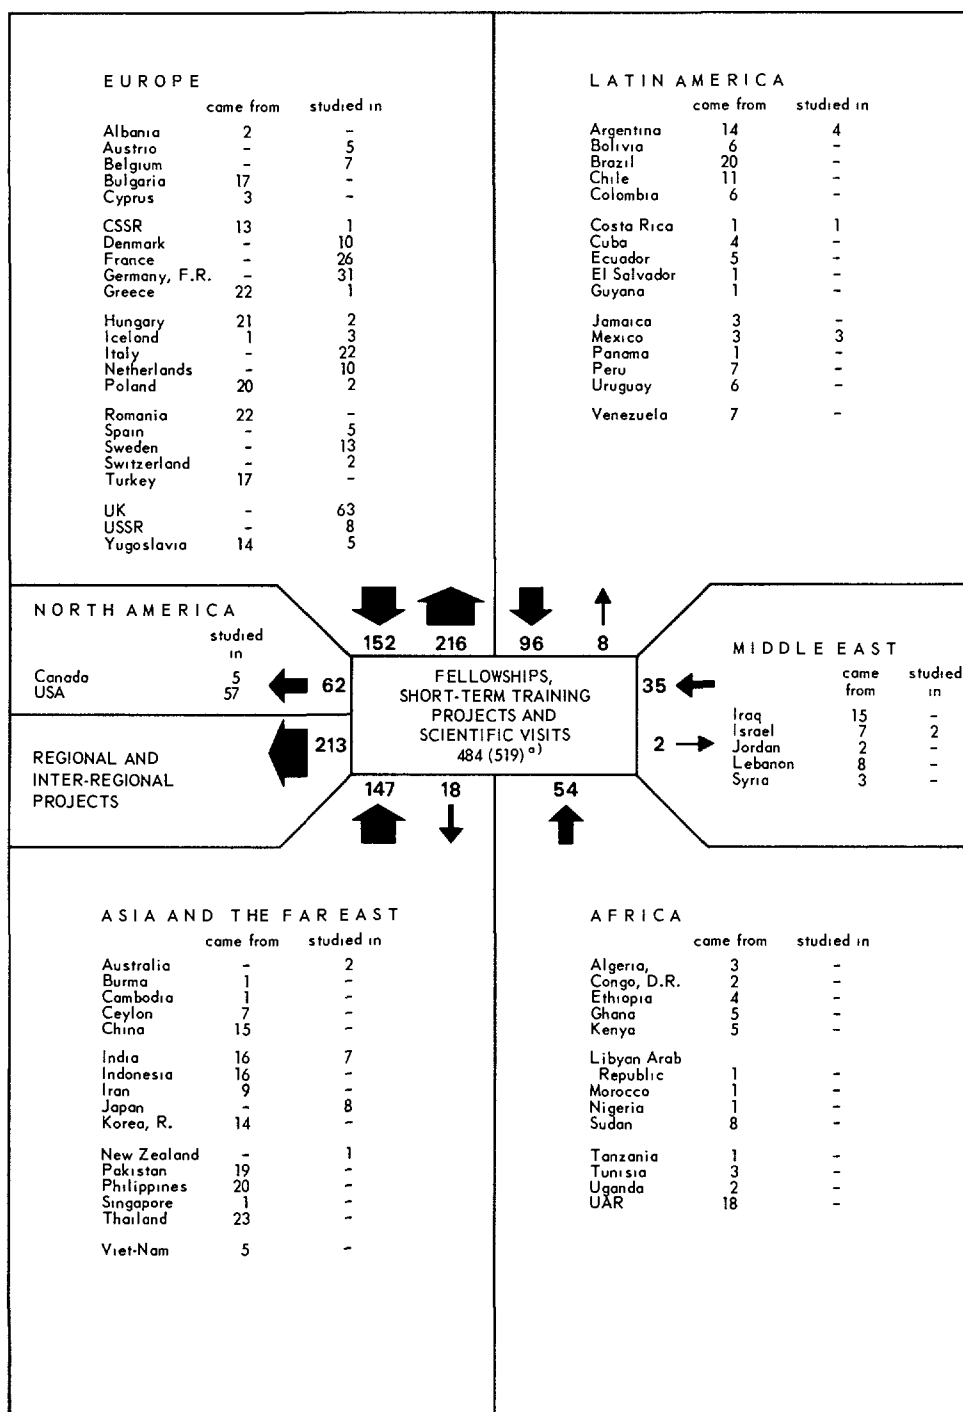 EUROPE
came from studied in
Albania 2 -
Austrio - 5
Belgium - 7
Bulgaria 17 -
Cyprus 3 -
CSSR 13 1
Denmark - 10
France - 26
Germany, F.R. - 31
Greece 22 1
Hungary 21 2
Iceland 1 3
Italy - 22
Netherlands - 10
Poland 20 2
Romania 22 -
Spain - 5
Sweden - 13
Switzerland - 2
Turkey 17 -
UK - 63
USSR - 8
Yugoslavia 14 5
LATIN AMERICA
came from studied in
Argentina 14 4
Bolivia 6 -
Brazil 20 -
Chile 11 -
Colombia 6 -
Costa Rica 1 1
Cuba 4 -
Ecuador 5 -
El Salvador 1 -
Guyana 1 -
Jamaica 3 -
Mexico 3 3
Panama 1 -
Peru 7 -
Uruguay 6 -
Venezuela 7 -
NORTH AMERICA
studied
in
Canada 5
USA 57
152 216 96 8
62
213
35
2
FELLOWSHIPS,
SHORT-TERM TRAINING
PROJECTS AND
SCIENTIFIC VISITS
484 (519) a)
147 18 54
MIDDLE EAST
came studied
from in
Iraq 15 -
Israel 7 2
Jordan 2 -
Lebanon 8 -
Syria 3 -
REGIONAL AND
INTER-REGIONAL
PROJECTS
ASIA AND THE FAR EAST
came from studied in
Australia - 2
Burma 1 -
Cambodia 1 -
Ceylon 7 -
China 15 -
India 16 7
Indonesia 16 -
Iran 9 -
Japan - 8
Korea, R. 14 -
New Zealand - 1
Pakistan 19 -
Philippines 20 -
Singapore 1 -
Thailand 23 -
Viet-Nam 5 -
AFRICA
came from studied in
Algeria, 3 -
Congo, D.R. 2 -
Ethiopia 4 -
Ghana 5 -
Kenya 5 -
Libyan Arab
Republic 1 -
Morocco 1 -
Nigeria 1 -
Sudan 8 -
Tanzania 1 -
Tunisia 3 -
Uganda 2 -
UAR 18 -